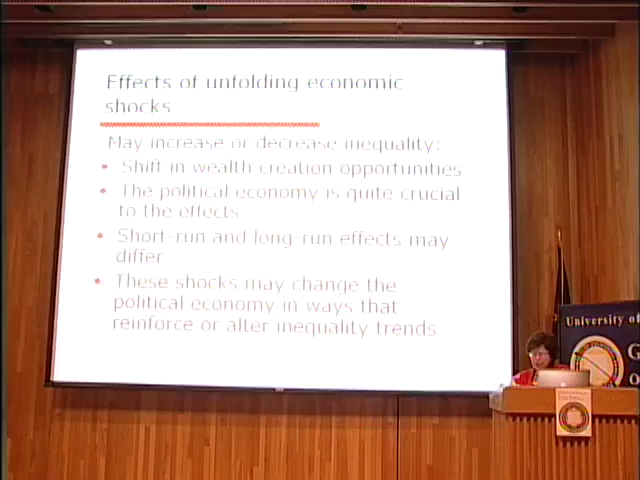 Effects of unfolding economic
shocks
May increase or decrease inequality:
Shift in wealth creation opportunities
The political economy is quite crucial
to the effects
Short-run and long-run effects may
differ
These shocks may change the
political economy in ways that
reinforce or alter inequality trends
University of
G
O